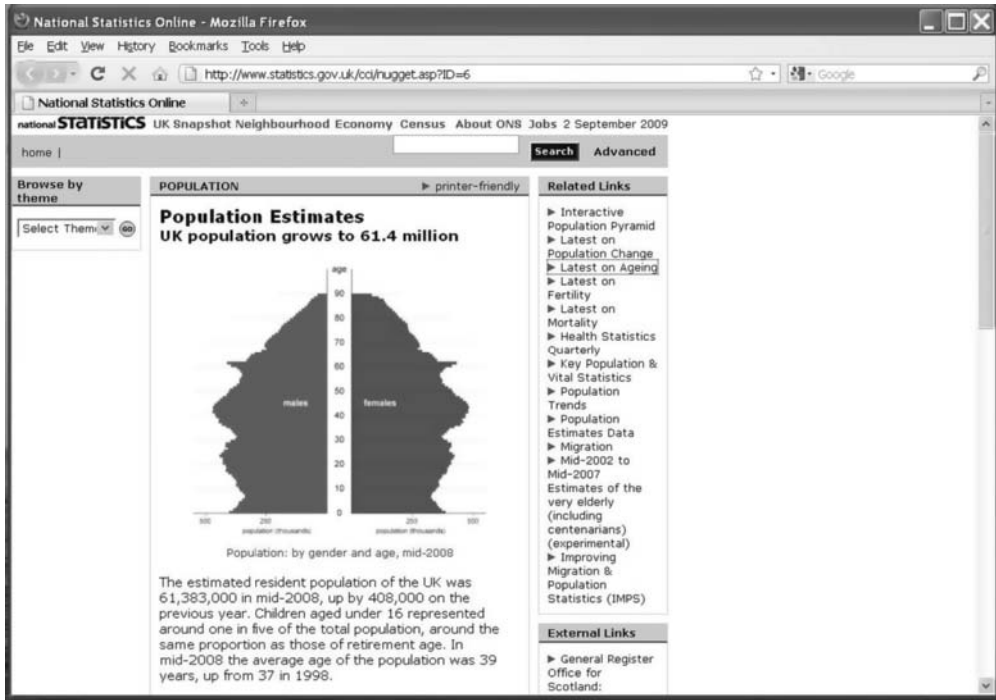 National Statistics Online - Mozilla Firefox
File Edit View History Bookmarks Tools Help
http://www.statistics.gov.uk/cci/nugget.asp?ID=6
Google
National Statistics Online
national STATISTICS UK Snapshot Neighbourhood Economy Census About ONS Jobs 2 September 2009
home |
Search Advanced
Browse by
theme
Select Them
GO
POPULATION
printer-friendly
Population Estimates
UK population grows to 61.4 million
age
90
80
70
60
50
40
30
20
10
0
males
females
500
250
250
500
population (thousands)
population (thousands)
Population: by gender and age, mid-2008
The estimated resident population of the UK was
61,383,000 in mid-2008, up by 408,000 on the
previous year. Children aged under 16 represented
around one in five of the total population, around the
same proportion as those of retirement age. In
mid-2008 the average age of the population was 39
years, up from 37 in 1998.
Related Links
Interactive
Population Pyramid
Latest on
Population Change
Latest on Ageing
Latest on
Fertility
Latest on
Mortality
Health Statistics
Quarterly
Key Population &
Vital Statistics
Population
Trends
Population
Estimates Data
Migration
Mid-2002 to
Mid-2007
Estimates of the
very elderly
(including
centenarians)
(experimental)
Improving
Migration &
Population
Statistics (IMPS)
External Links
General Register
Office for
Scotland: